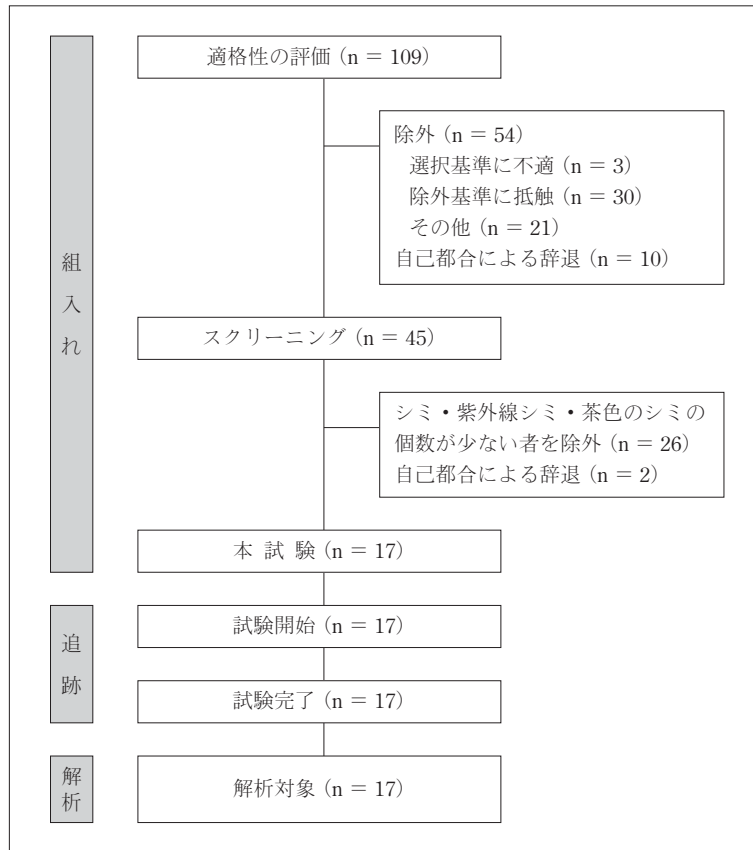 適格性の評価 (n = 109)
除外 (n = 54)
選択基準に不適 (n = 3)
除外基準に抵触 (n = 30)
その他 (n = 21)
自己都合による辞退 (n = 10)
組入れ
スクリーニング (n = 45)
シミ・紫外線シミ・茶色のシミの
個数が少ない者を除外 (n = 26)
自己都合による辞退 (n = 2)
本 試 験 (n = 17)
追跡
試験開始 (n = 17)
試験完了 (n = 17)
解析
解析対象 (n = 17)